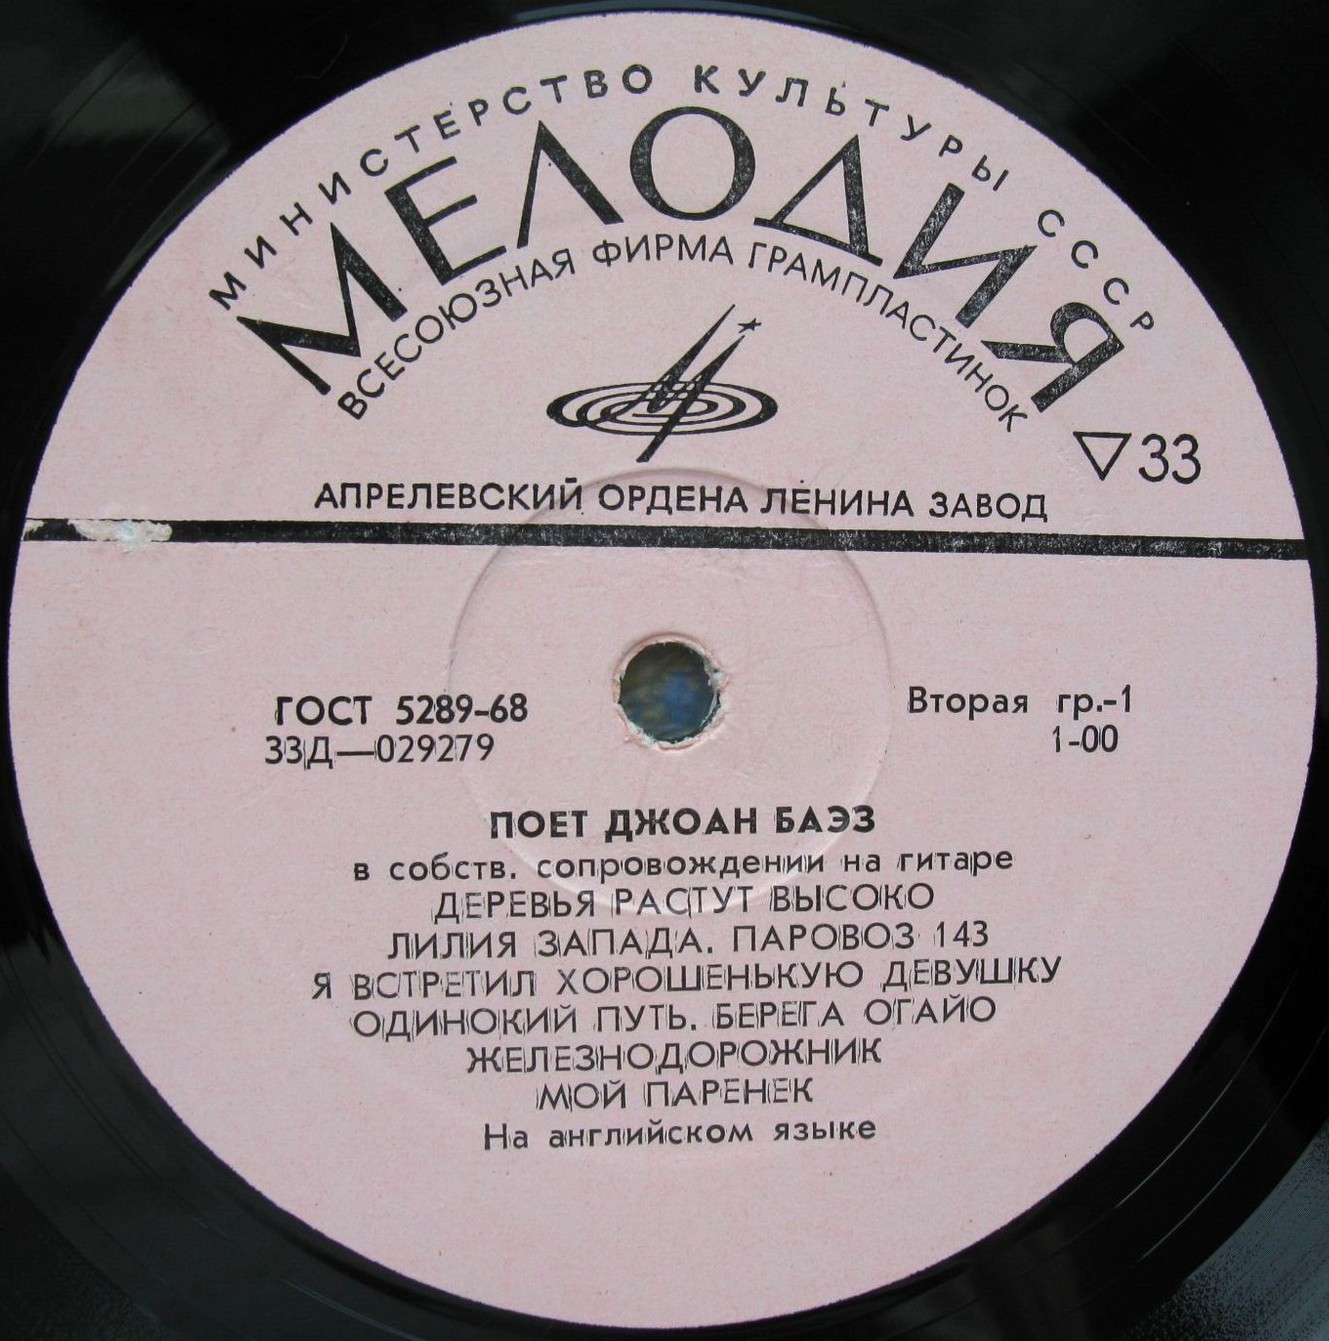 МИНИСТЕРСТВО КУЛЬТУРЫ СССР
МЕЛОДИЯ
ВСЕСОЮЗНАЯ ФИРМА ГРАМПЛАСТИНОК
33
АПРЕЛЕВСКИЙ ОРДЕНА ЛЕНИНА ЗАВОД
ГОСТ 5289-68
33Д—029279
Вторая гр.-1
1-00
ПОЕТ ДЖОАН БАЭЗ
в собств. сопровождении на гитаре
ДЕРЕВЬЯ РАСТУТ ВЫСОКО
ЛИЛИЯ ЗАПАДА. ПАРОВОЗ 143
Я ВСТРЕТИЛ ХОРОШЕНЬКУЮ ДЕВУШКУ
ОДИНОКИЙ ПУТЬ. БЕРЕГА ОГАЙО
ЖЕЛЕЗНОДОРОЖНИК
МОЙ ПАРЕНЕК
На английском языке